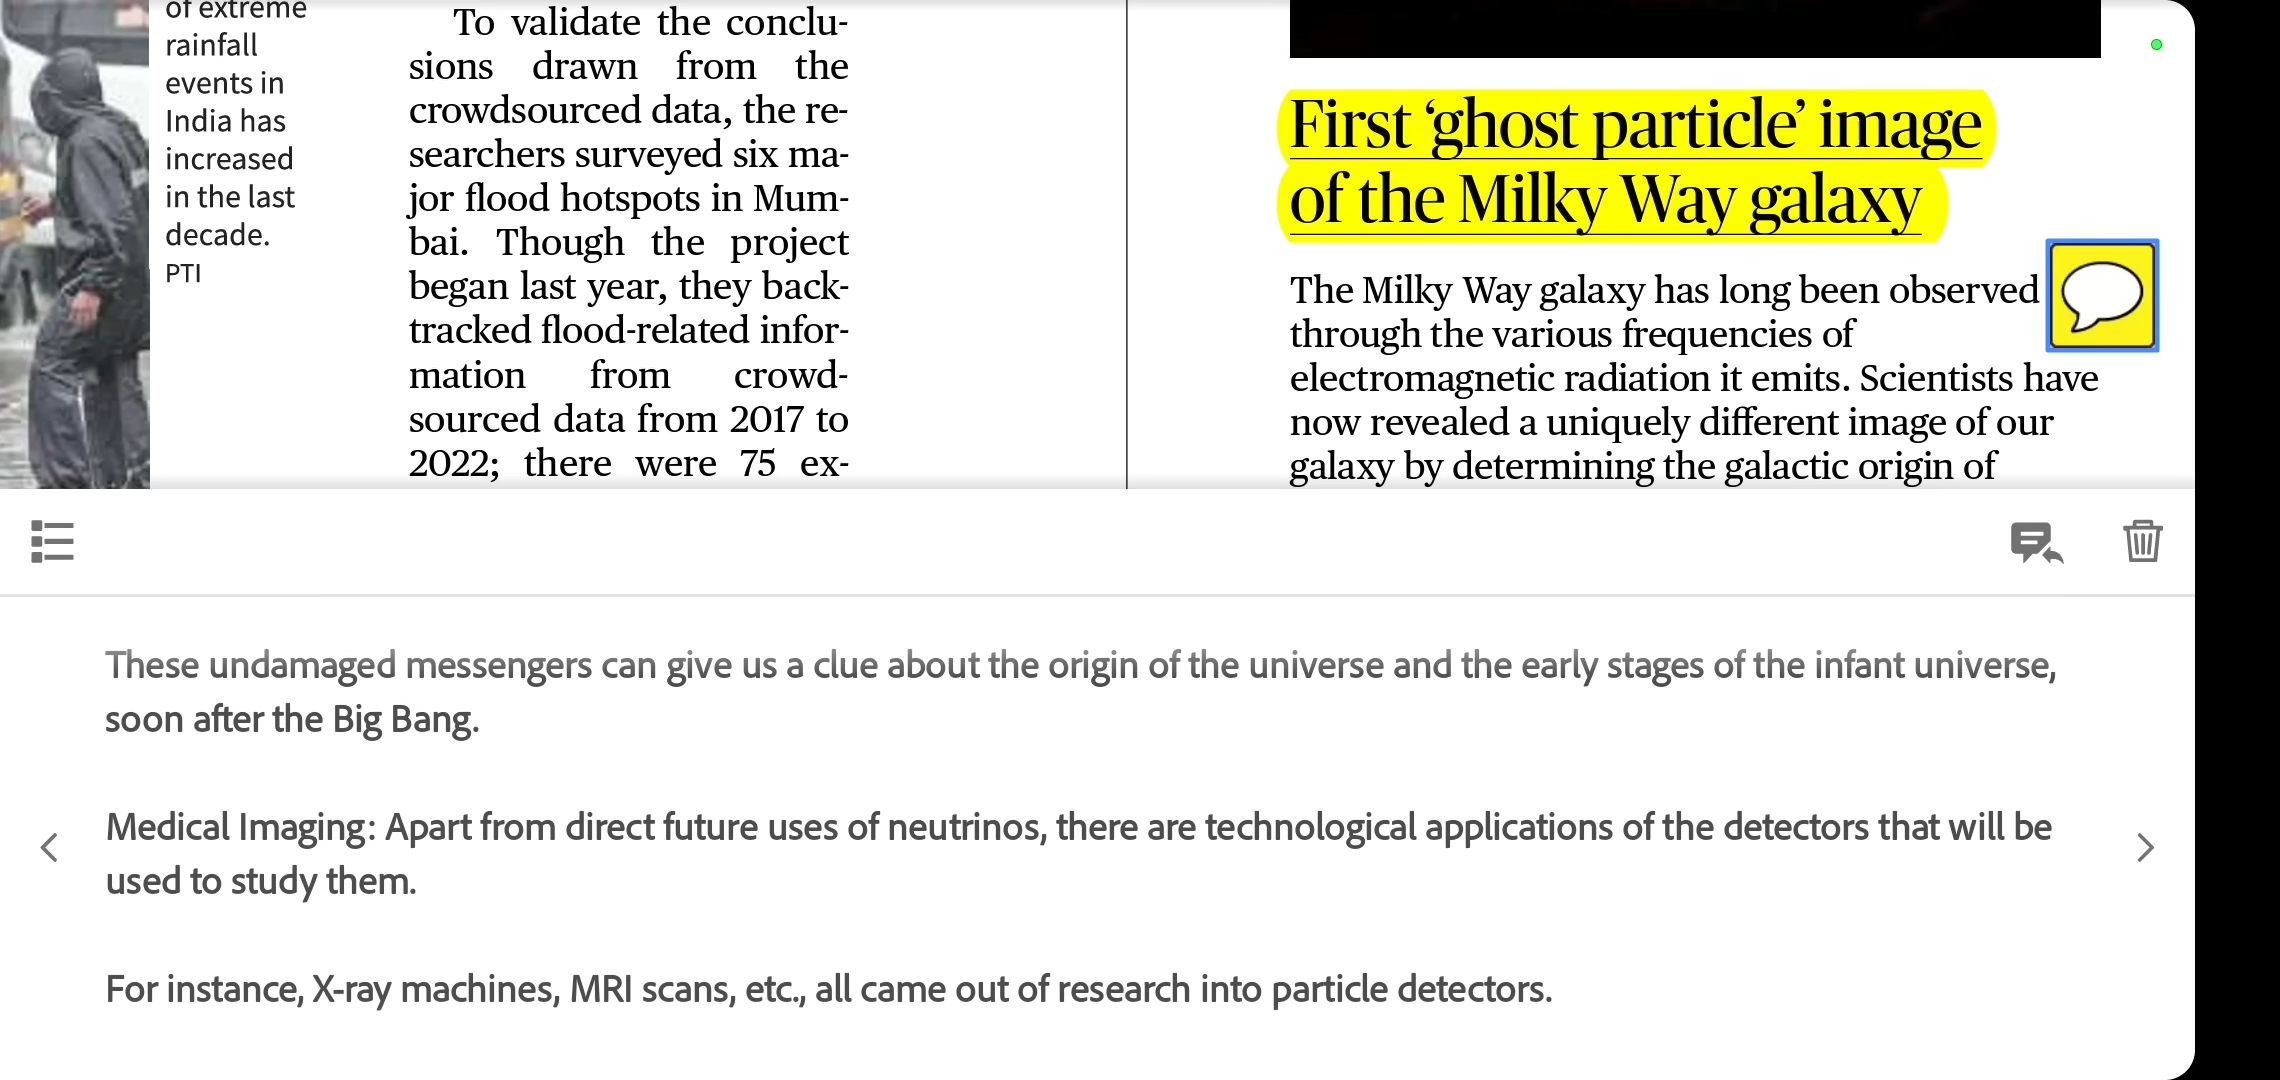 of extreme
rainfall
events in
India has
increased
in the last
decade.
PTI
To validate the conclu-
sions drawn from the
crowdsourced data, the re-
searchers surveyed six ma-
jor flood hotspots in Mum-
bai. Though the project
began last year, they back-
tracked flood-related infor-
mation from crowd-
sourced data from 2017 to
2022; there were 75 ex-
First ‘ghost particle’ image
of the Milky Way galaxy
The Milky Way galaxy has long been observed
through the various frequencies of
electromagnetic radiation it emits. Scientists have
now revealed a uniquely different image of our
galaxy by determining the galactic origin of
These undamaged messengers can give us a clue about the origin of the universe and the early stages of the infant universe,
soon after the Big Bang.
Medical Imaging: Apart from direct future uses of neutrinos, there are technological applications of the detectors that will be
used to study them.
For instance, X-ray machines, MRI scans, etc., all came out of research into particle detectors.